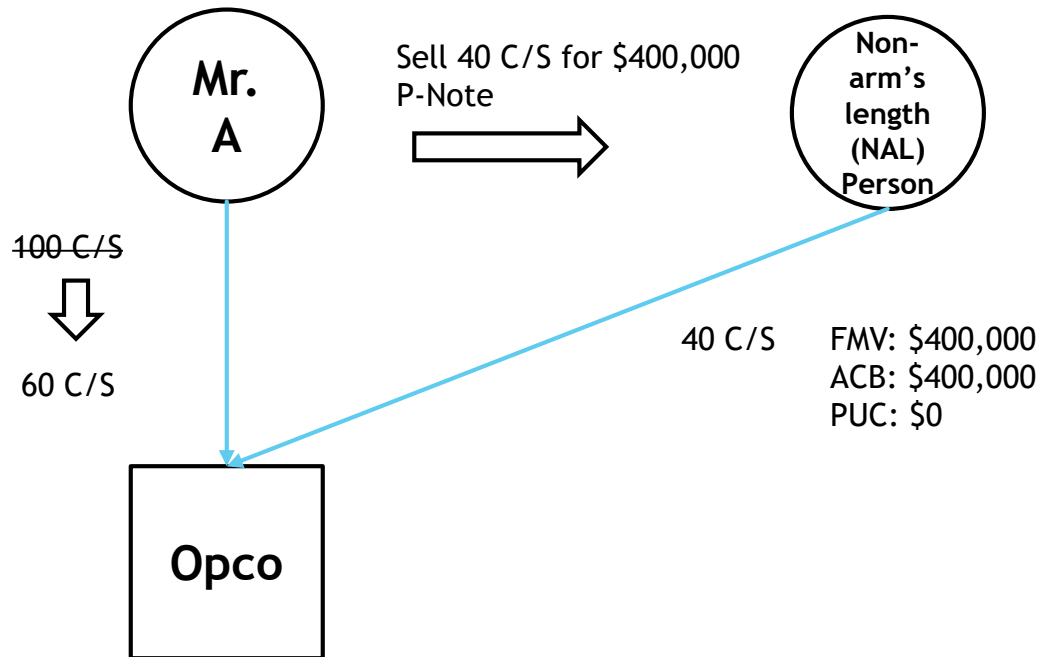 Mr.
A
Sell 40 C/S for $400,000
P-Note
Non-
arm’s
length
(NAL)
Person
100 C/S
60 C/S
40 C/S
FMV: $400,000
ACB: $400,000
PUC: $0
Opco